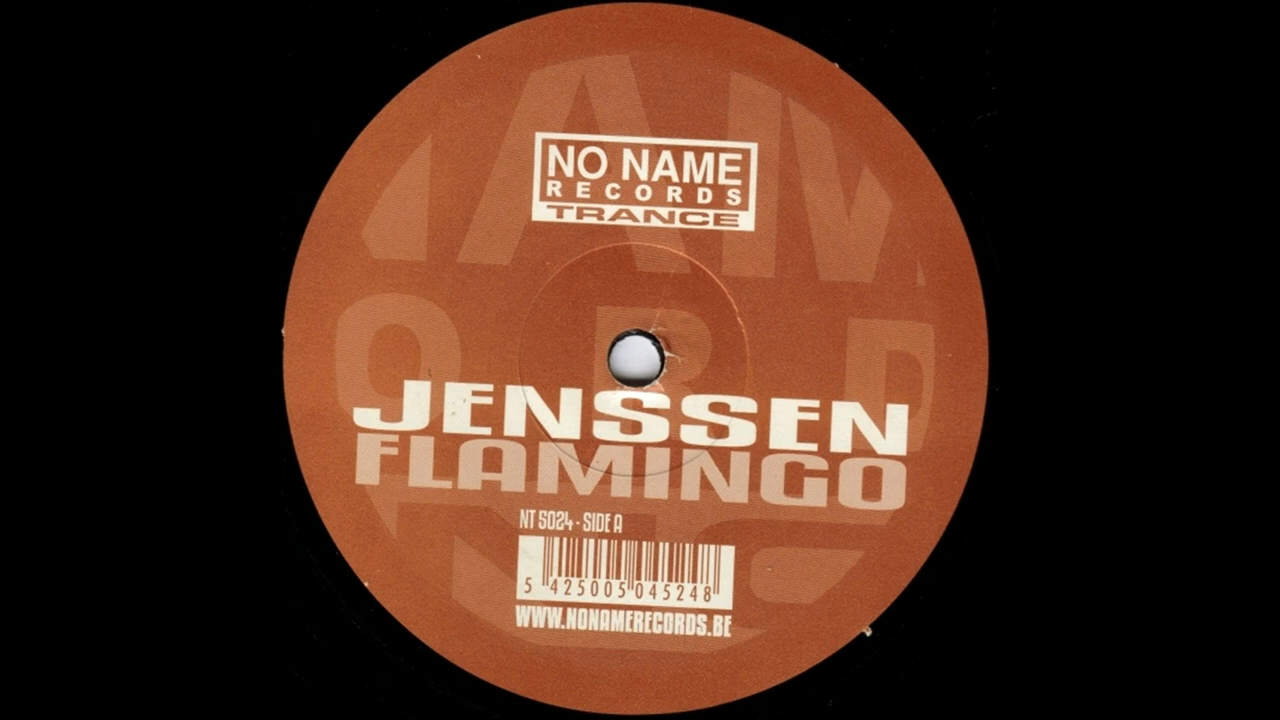 NO NAME
RECORDS
TRANCE
JENSSEN
FLAMINGO
NT 5024 - SIDE A
5 425005 045248
WWW.NONAMERECORDS.BE